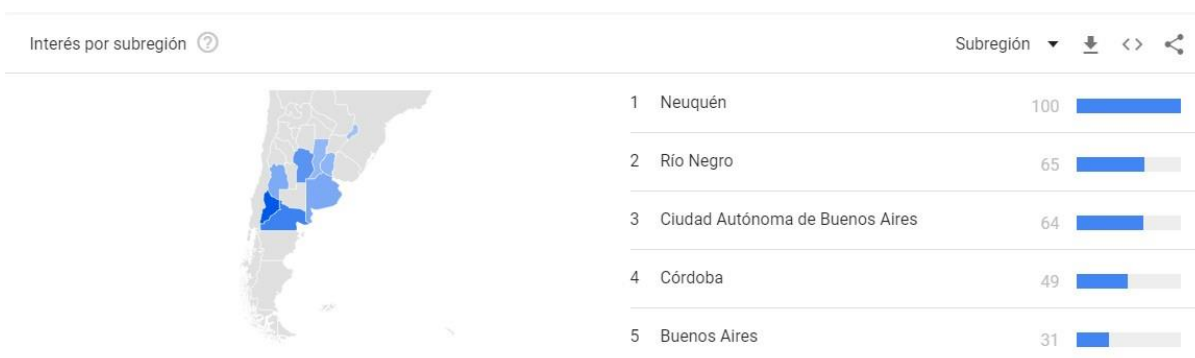 Interés por subregión
Subregión
1 Neuquén 100
2 Río Negro 65
3 Ciudad Autónoma de Buenos Aires 64
4 Córdoba 49
5 Buenos Aires 31